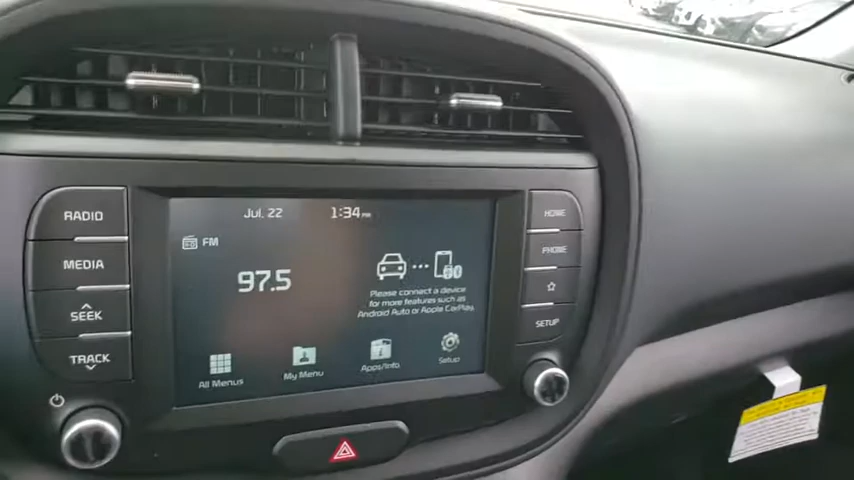 RADIO
MEDIA
SEEK
TRACK
Jul. 22
1:34 PM
FM
97.5
Please connect a device
for more features such as
Android Auto or Apple CarPlay.
All Menus
My Menu
Apps/Info
Setup
HOME
PHONE
SETUP